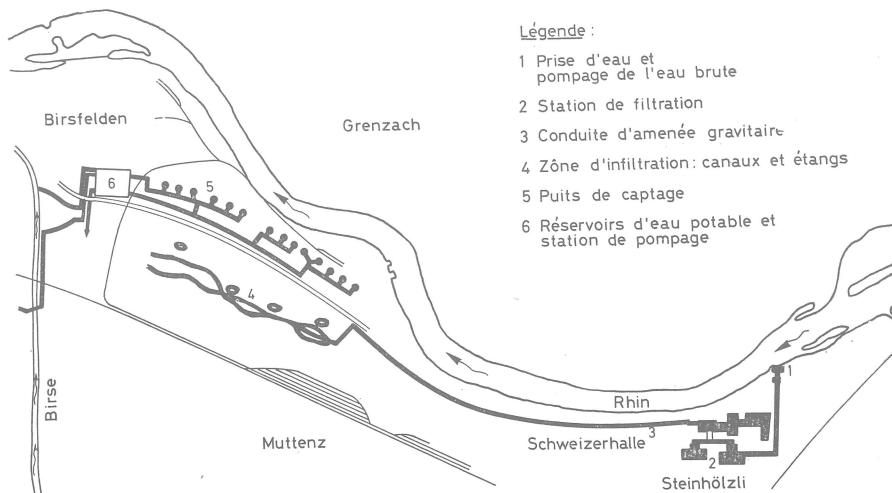 Légende :
1 Prise d'eau et
pompage de l'eau brute
2 Station de filtration
3 Conduite d'amenée gravitaire
4 Zône d'infiltration: canaux et étangs
5 Puits de captage
6 Réservoirs d'eau potable et
station de pompage
Birsfelden
Grenzach
6
5
4
Birse
Muttenz
Rhin
1
3
Schweizerhalle
2
Steinhölzli